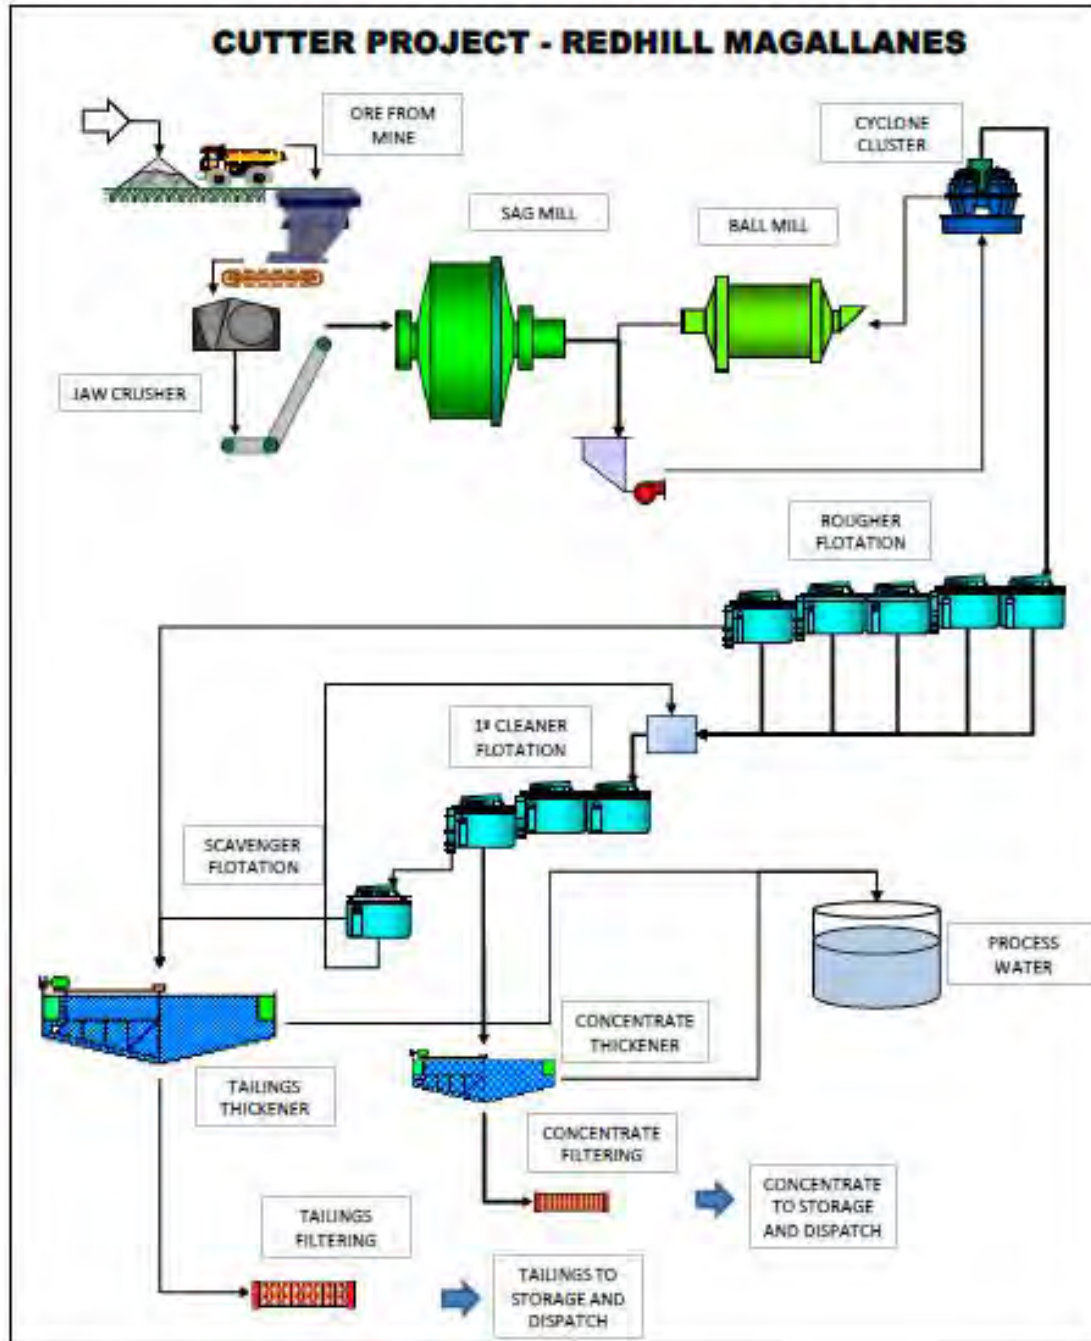 CUTTER PROJECT - REDHILL MAGALLANES
ORE FROM
MINE
CYCLONE
CLUSTER
SAG MILL
BALL MILL
JAW CRUSHER
ROUGHER
FLOTATION
1ª CLEANER
FLOTATION
SCAVENGER
FLOTATION
PROCESS
WATER
CONCENTRATE
THICKENER
TAILINGS
THICKENER
CONCENTRATE
FILTERING
CONCENTRATE
TO STORAGE
AND DISPATCH
TAILINGS
FILTERING
TAILINGS TO
STORAGE AND
DISPATCH